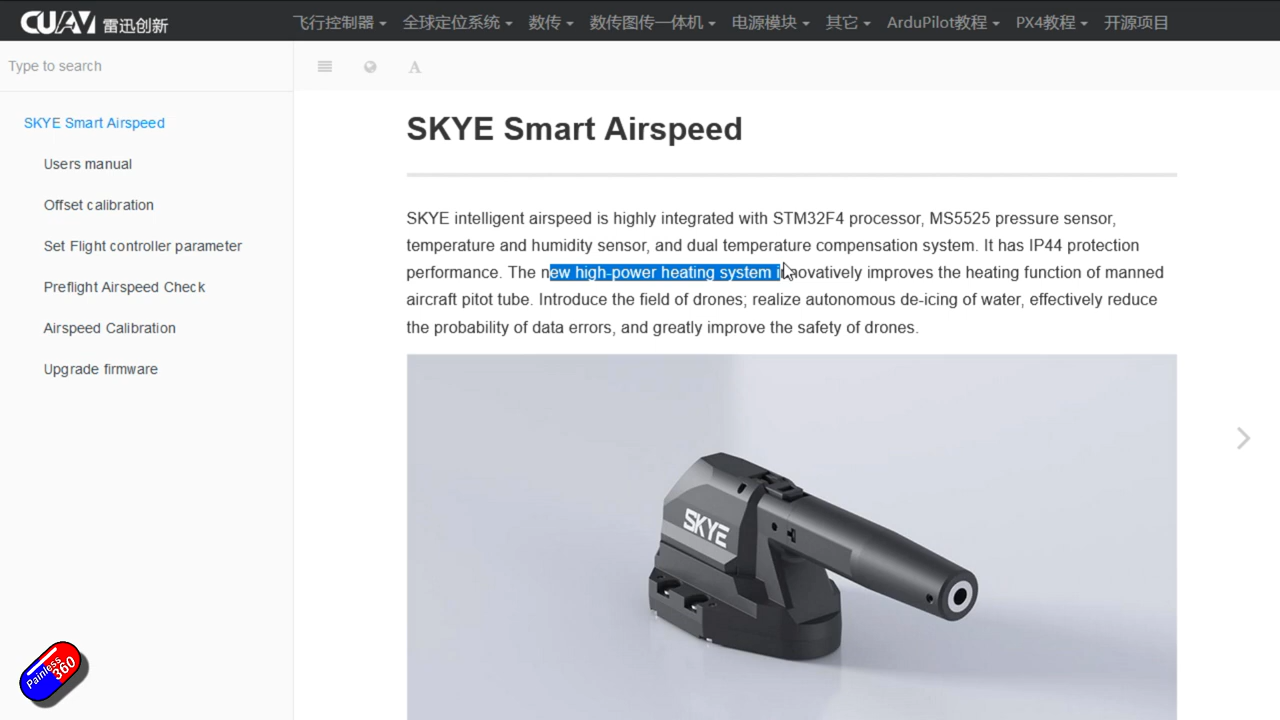 CUAV 雷迅创新
飞行控制器 全球定位系统 数传 数传图传一体机 电源模块 其它 ArduPilot教程 PX4教程 开源项目
Type to search
A
SKYE Smart Airspeed
Users manual
Offset calibration
Set Flight controller parameter
Preflight Airspeed Check
Airspeed Calibration
Upgrade firmware
SKYE Smart Airspeed
SKYE intelligent airspeed is highly integrated with STM32F4 processor, MS5525 pressure sensor,
temperature and humidity sensor, and dual temperature compensation system. It has IP44 protection
performance. The new high-power heating system innovatively improves the heating function of manned
aircraft pitot tube. Introduce the field of drones; realize autonomous de-icing of water, effectively reduce
the probability of data errors, and greatly improve the safety of drones.
SKYE
Painless
360